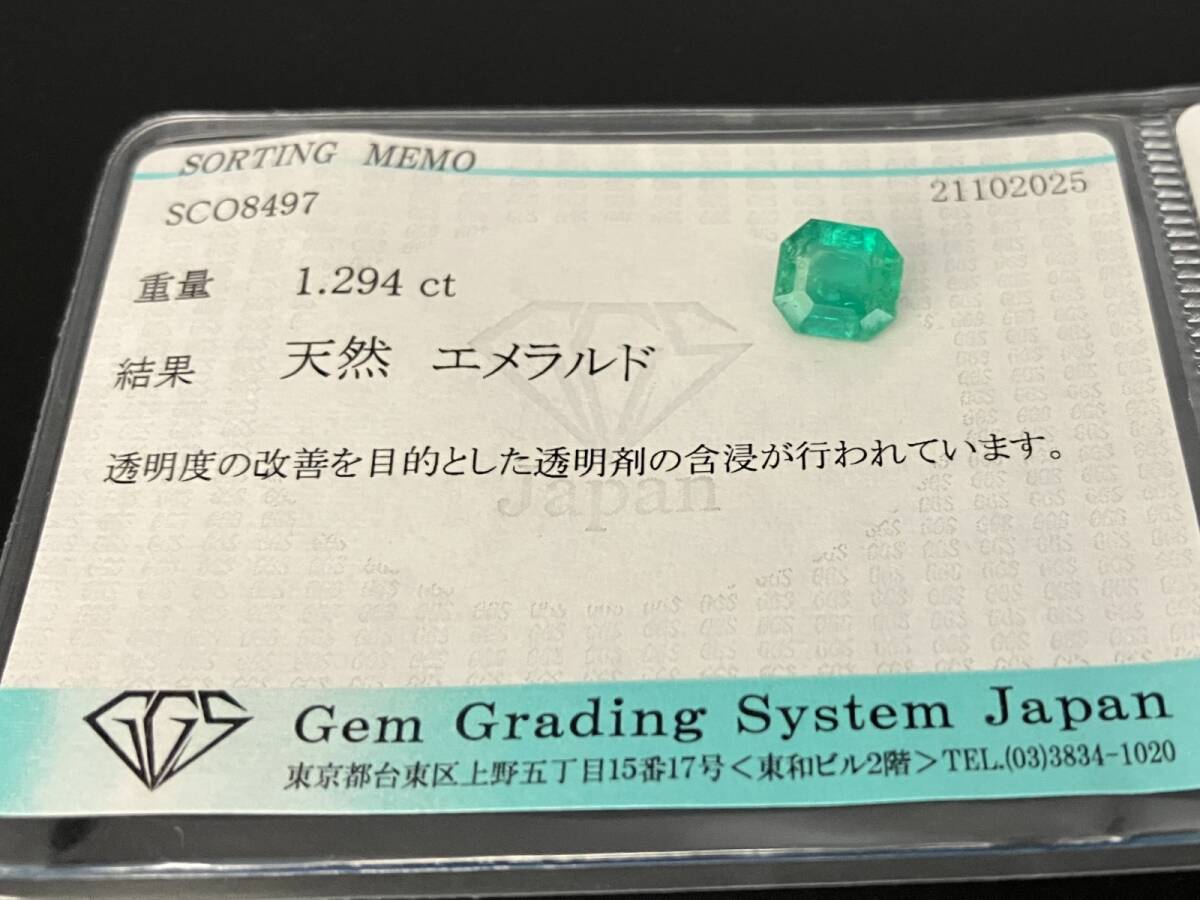 SORTING MEMO
SCO8497
21102025
重量 1.294 ct
結果 天然 エメラルド
透明度の改善を目的とした透明剤の含浸が行われています。
GGS
Japan
GGS Gem Grading System Japan
東京都台東区上野五丁目15番17号＜東和ビル2階＞TEL.(03)3834-1020